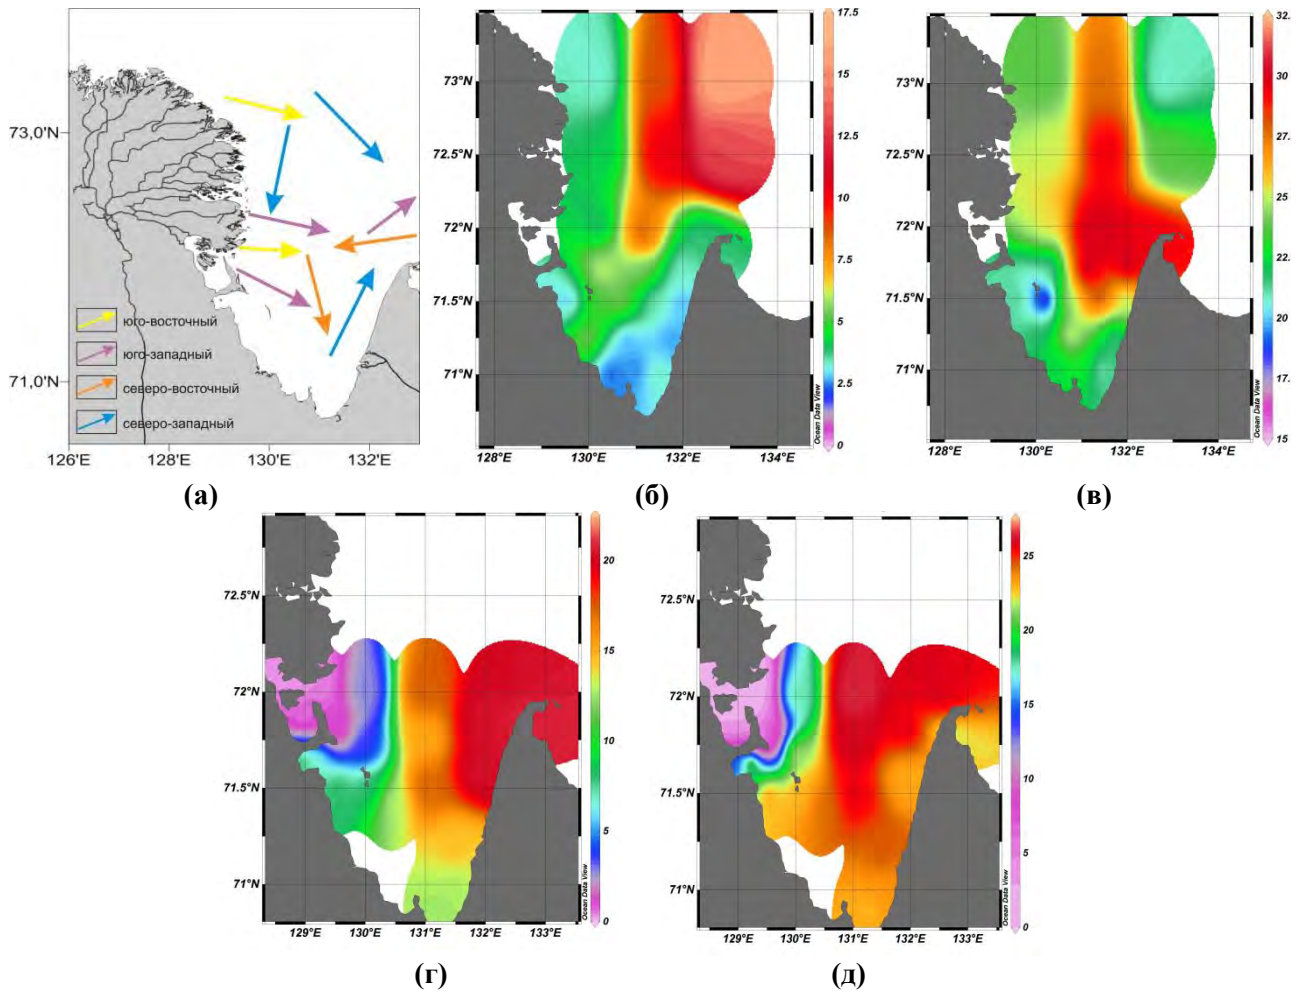 73,0'N
71,0'N
126°E 128°E 130°E 132°E
юго-восточный
юго-западный
северо-восточный
северо-западный
(а)
73°N
72.5°N
72°N
71.5°N
71°N
128°E 130°E 132°E 134°E
17.5
15
12.5
10
7.5
5
2.5
0
Ocean Data View
(б)
73°N
72.5°N
72°N
71.5°N
71°N
128°E 130°E 132°E 134°E
32.
30
27.
25
22.
20
17.
15
Ocean Data View
(в)
72.5°N
72°N
71.5°N
71°N
129°E 130°E 131°E 132°E 133°E
20
15
10
5
0
Ocean Data View
(г)
72.5°N
72°N
71.5°N
71°N
129°E 130°E 131°E 132°E 133°E
25
20
15
10
5
0
Ocean Data View
(д)